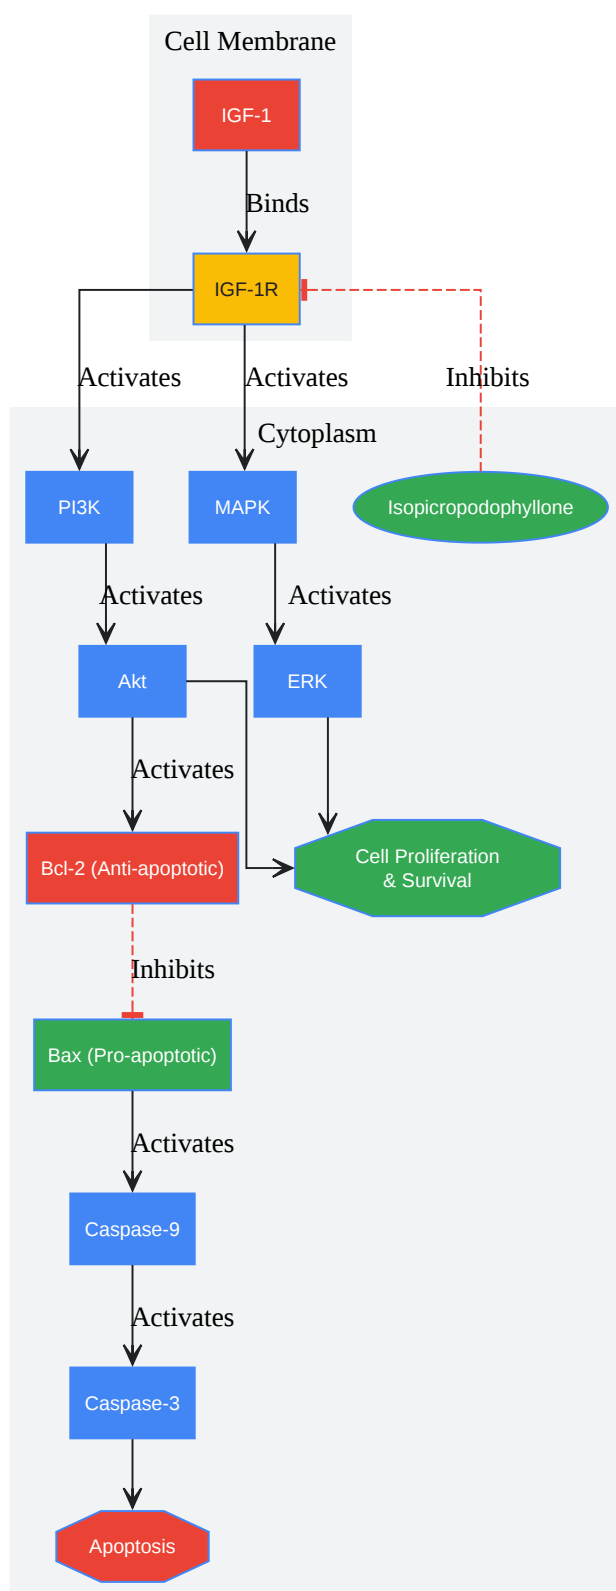 Cell Membrane
IGF-1
Binds
IGF-1R
Activates
Activates
Inhibits
Cytoplasm
PI3K
MAPK
Isopicropodophyllone
Activates
Activates
Akt
ERK
Activates
Bcl-2 (Anti-apoptotic)
Cell Proliferation
& Survival
Inhibits
Bax (Pro-apoptotic)
Activates
Caspase-9
Activates
Caspase-3
Apoptosis